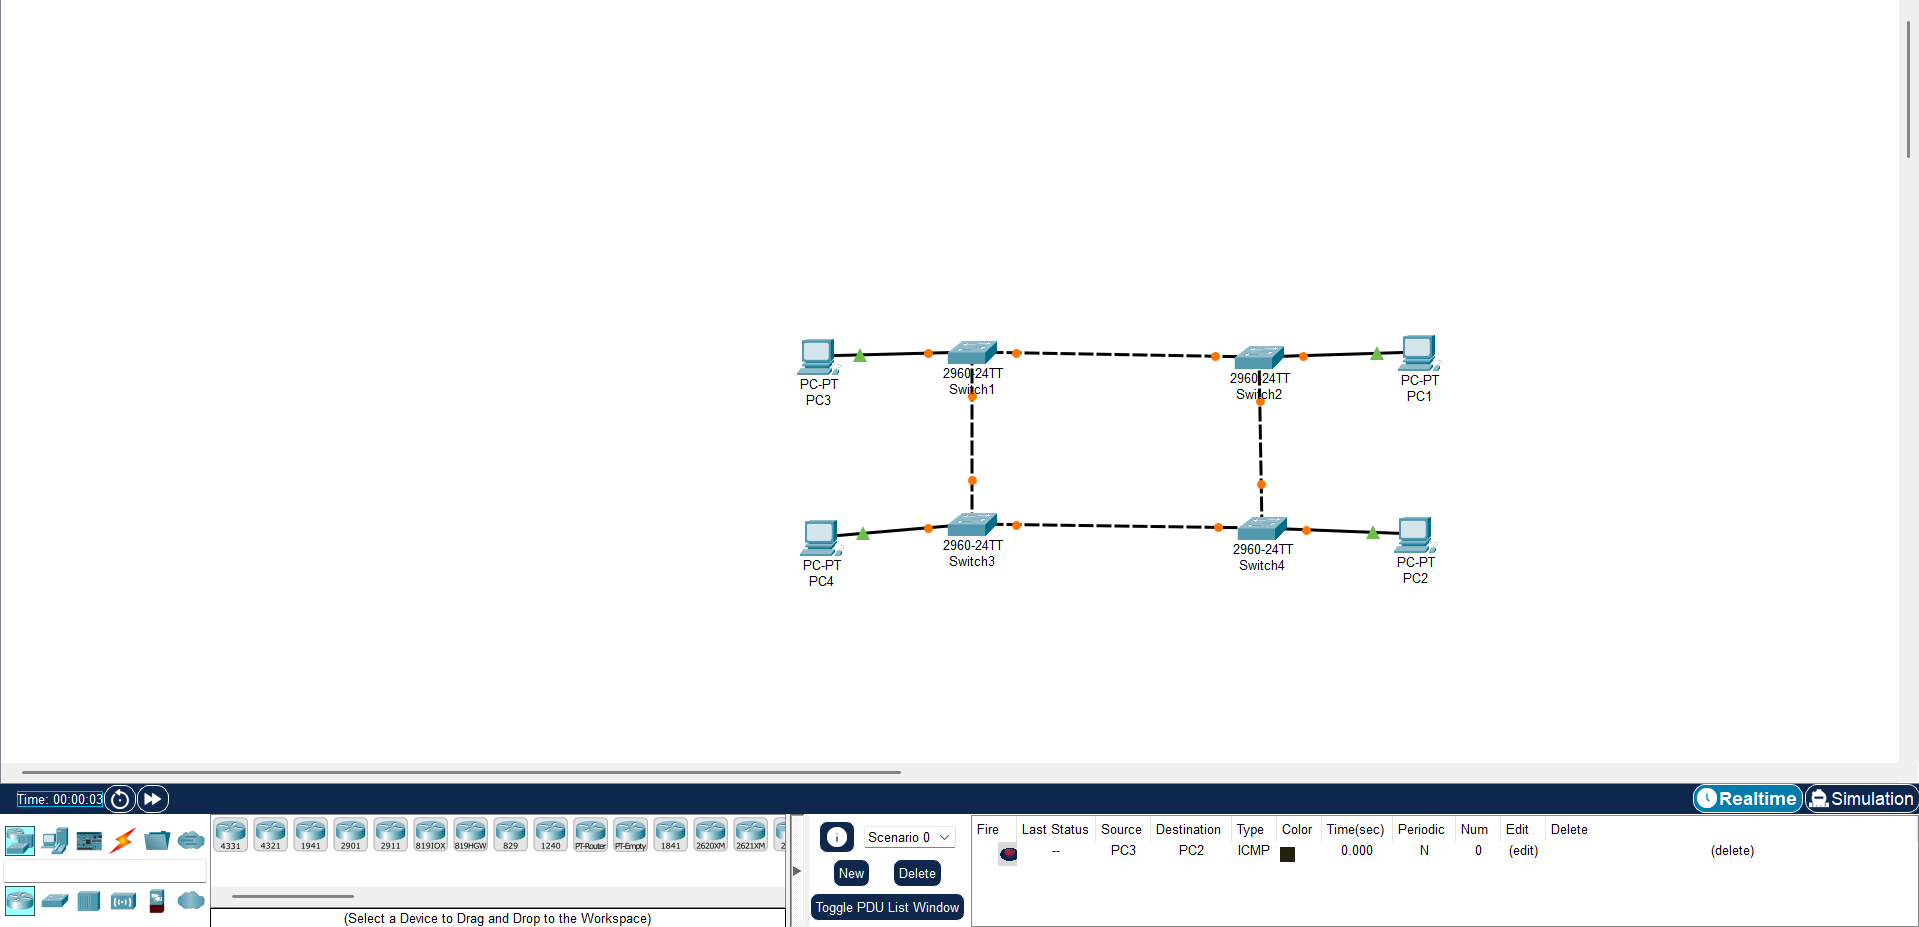 PC-PT
PC3
2960-24TT
Switch1
2960-24TT
Switch2
PC-PT
PC1
PC-PT
PC4
2960-24TT
Switch3
2960-24TT
Switch4
PC-PT
PC2
Time: 00:00:03
Realtime
Simulation
4331
4321
1941
2901
2911
819IOX
819HGW
829
1240
PT-Router
PT-Empty
1841
2620XM
2621XM
2
(Select a Device to Drag and Drop to the Workspace)
Scenario 0
New
Delete
Toggle PDU List Window
Fire Last Status Source Destination Type Color Time(sec) Periodic Num Edit Delete
-- PC3 PC2 ICMP 0.000 N 0 (edit) (delete)